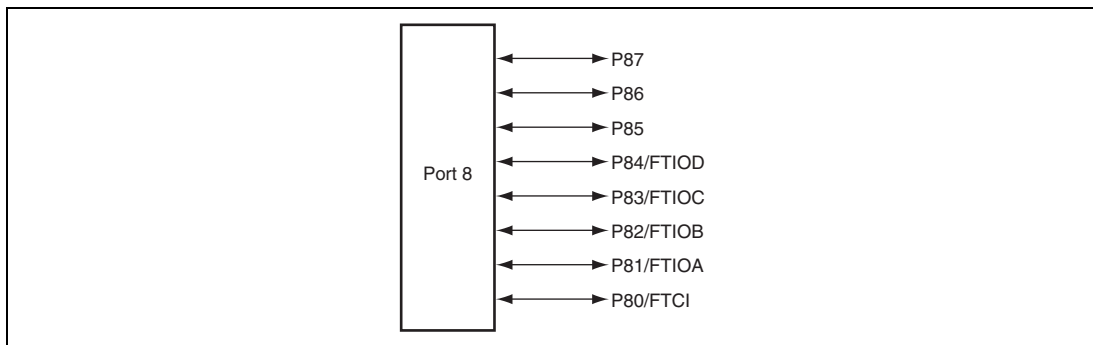 Port 8
P87
P86
P85
P84/FTIOD
P83/FTIOC
P82/FTIOB
P81/FTIOA
P80/FTCI